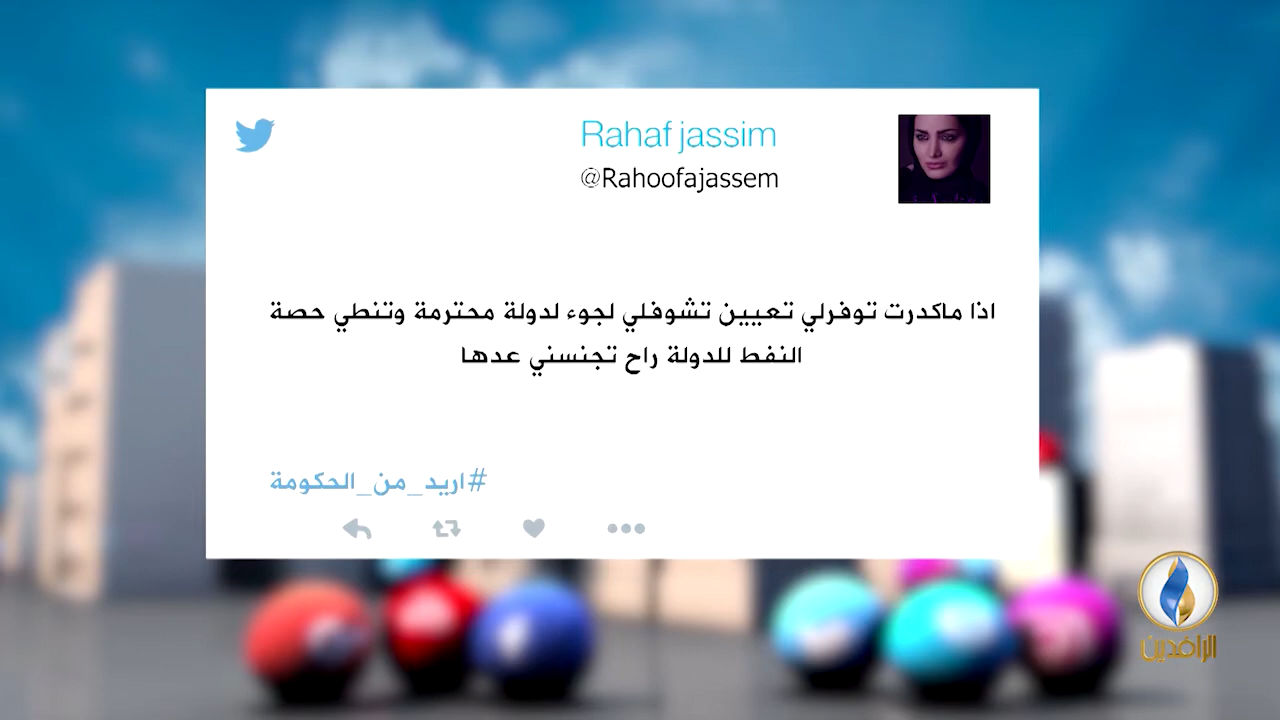 Rahaf jassim
@Rahoofajassem
اذا ماكدرت توفرلي تعيين تشوفلي لجوء لدولة محترمة وتنطي حصة
النفط للدولة راح تجنسني عدها
#اريد_من_الحكومة
الرافدين